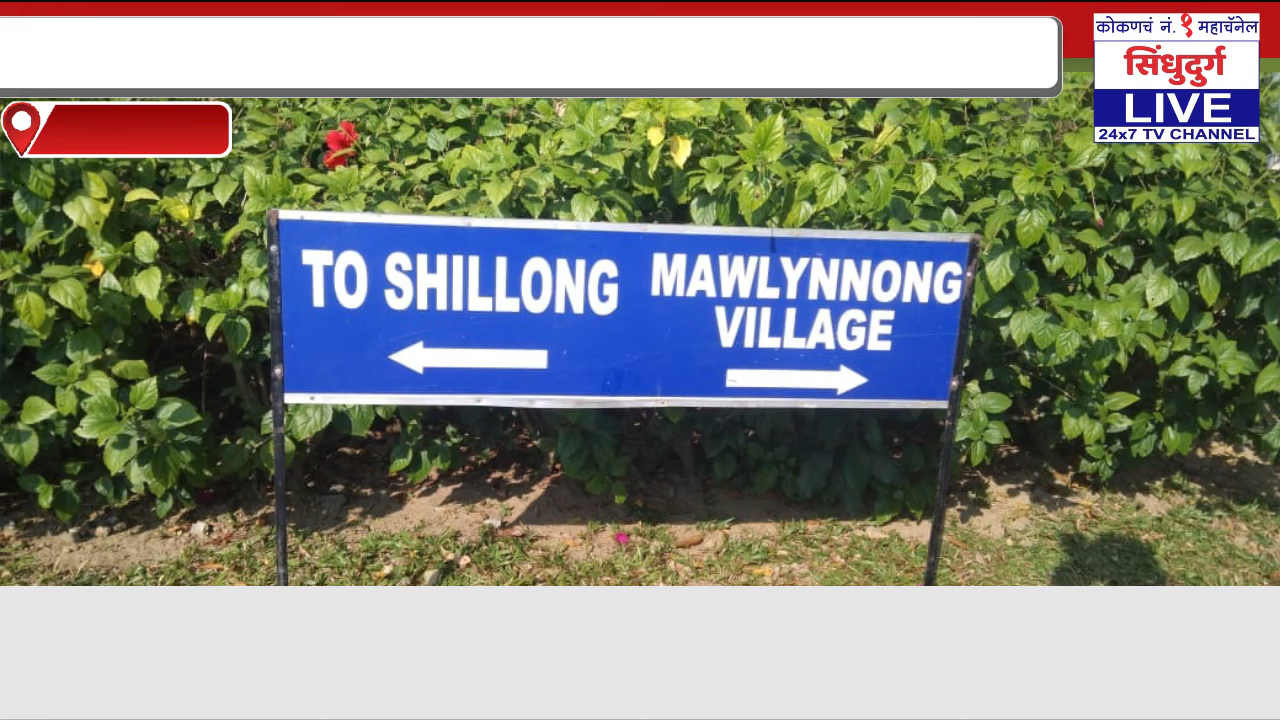 कोकणचं नं. १ महाचॅनेल
सिंधुदुर्ग
LIVE
24x7 TV CHANNEL
TO SHILLONG
MAWLYNNONG
VILLAGE